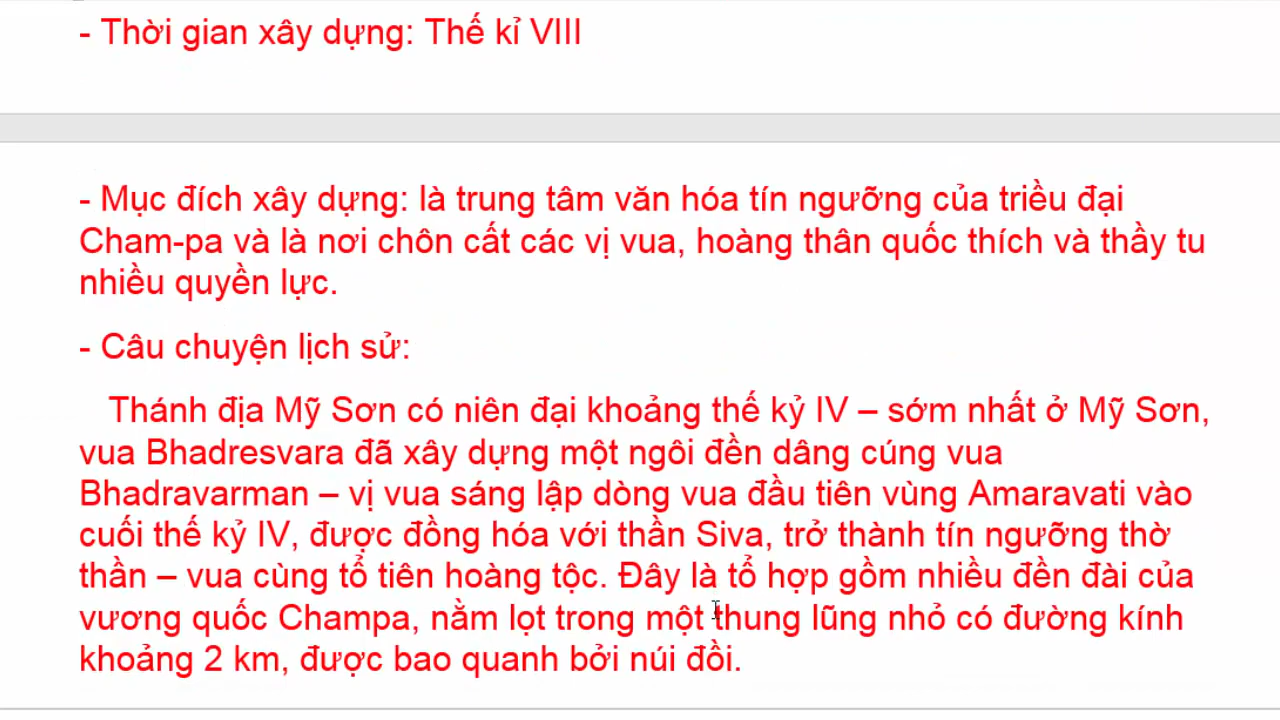 - Thời gian xây dựng: Thế kỉ VIII
- Mục đích xây dựng: là trung tâm văn hóa tín ngưỡng của triều đại
Cham-pa và là nơi chôn cất các vị vua, hoàng thân quốc thích và thầy tu
nhiều quyền lực.
- Câu chuyện lịch sử:
Thánh địa Mỹ Sơn có niên đại khoảng thế kỷ IV – sớm nhất ở Mỹ Sơn,
vua Bhadresvara đã xây dựng một ngôi đền dâng cúng vua
Bhadravarman – vị vua sáng lập dòng vua đầu tiên vùng Amaravati vào
cuối thế kỷ IV, được đồng hóa với thần Siva, trở thành tín ngưỡng thờ
thần – vua cùng tổ tiên hoàng tộc. Đây là tổ hợp gồm nhiều đền đài của
vương quốc Champa, nằm lọt trong một thung lũng nhỏ có đường kính
khoảng 2 km, được bao quanh bởi núi đồi.